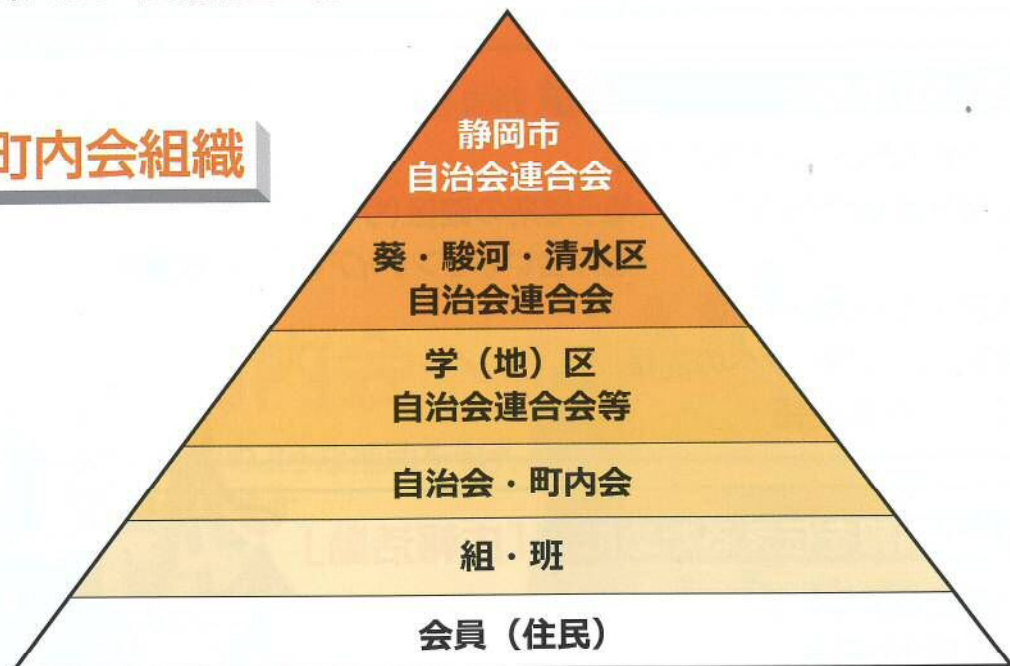 町内会組織
静岡市
自治会連合会
葵・駿河・清水区
自治会連合会
学（地）区
自治会連合会等
自治会・町内会
組・班
会員（住民）